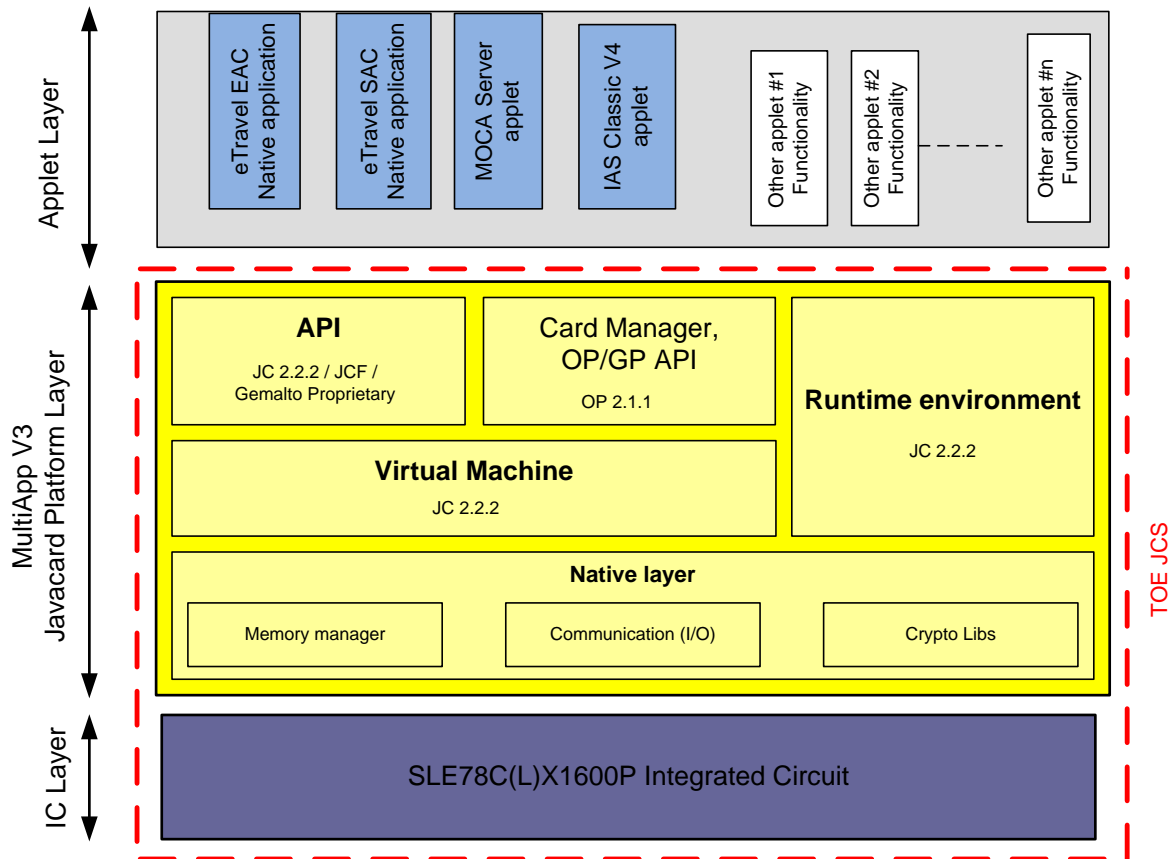 Applet Layer
eTravel EAC
Native application
eTravel SAC
Native application
MOCA Server
applet
IAS Classic V4
applet
Other applet #1
Functionality
Other applet #2
Functionality
Other applet #n
Functionality
MultiApp V3
Javacard Platform Layer
API
JC 2.2.2 / JCF /
Gemalto Proprietary
Card Manager,
OP/GP API
OP 2.1.1
Runtime environment
JC 2.2.2
Virtual Machine
JC 2.2.2
Native layer
Memory manager
Communication (I/O)
Crypto Libs
TOE JCS
IC Layer
SLE78C(L)X1600P Integrated Circuit